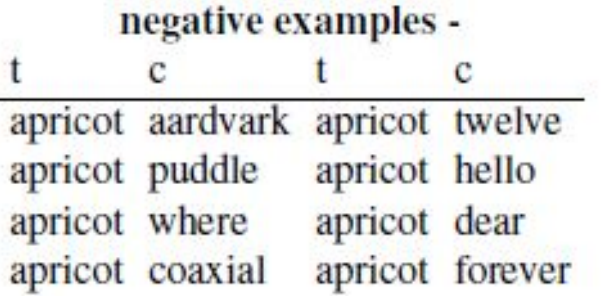 negative examples -
t c t c
apricot aardvark apricot twelve
apricot puddle apricot hello
apricot where apricot dear
apricot coaxial apricot forever